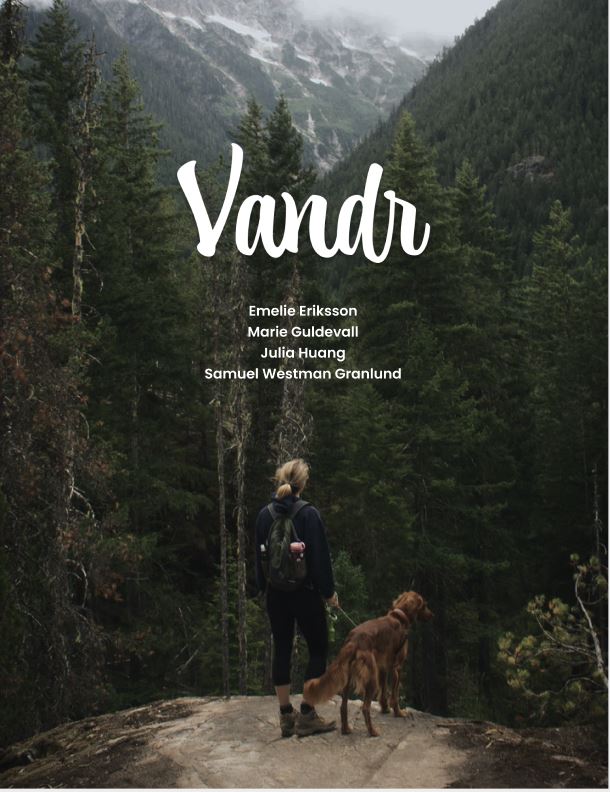 Vandr
Emelie Eriksson
Marie Guldevall
Julia Huang
Samuel Westman Granlund